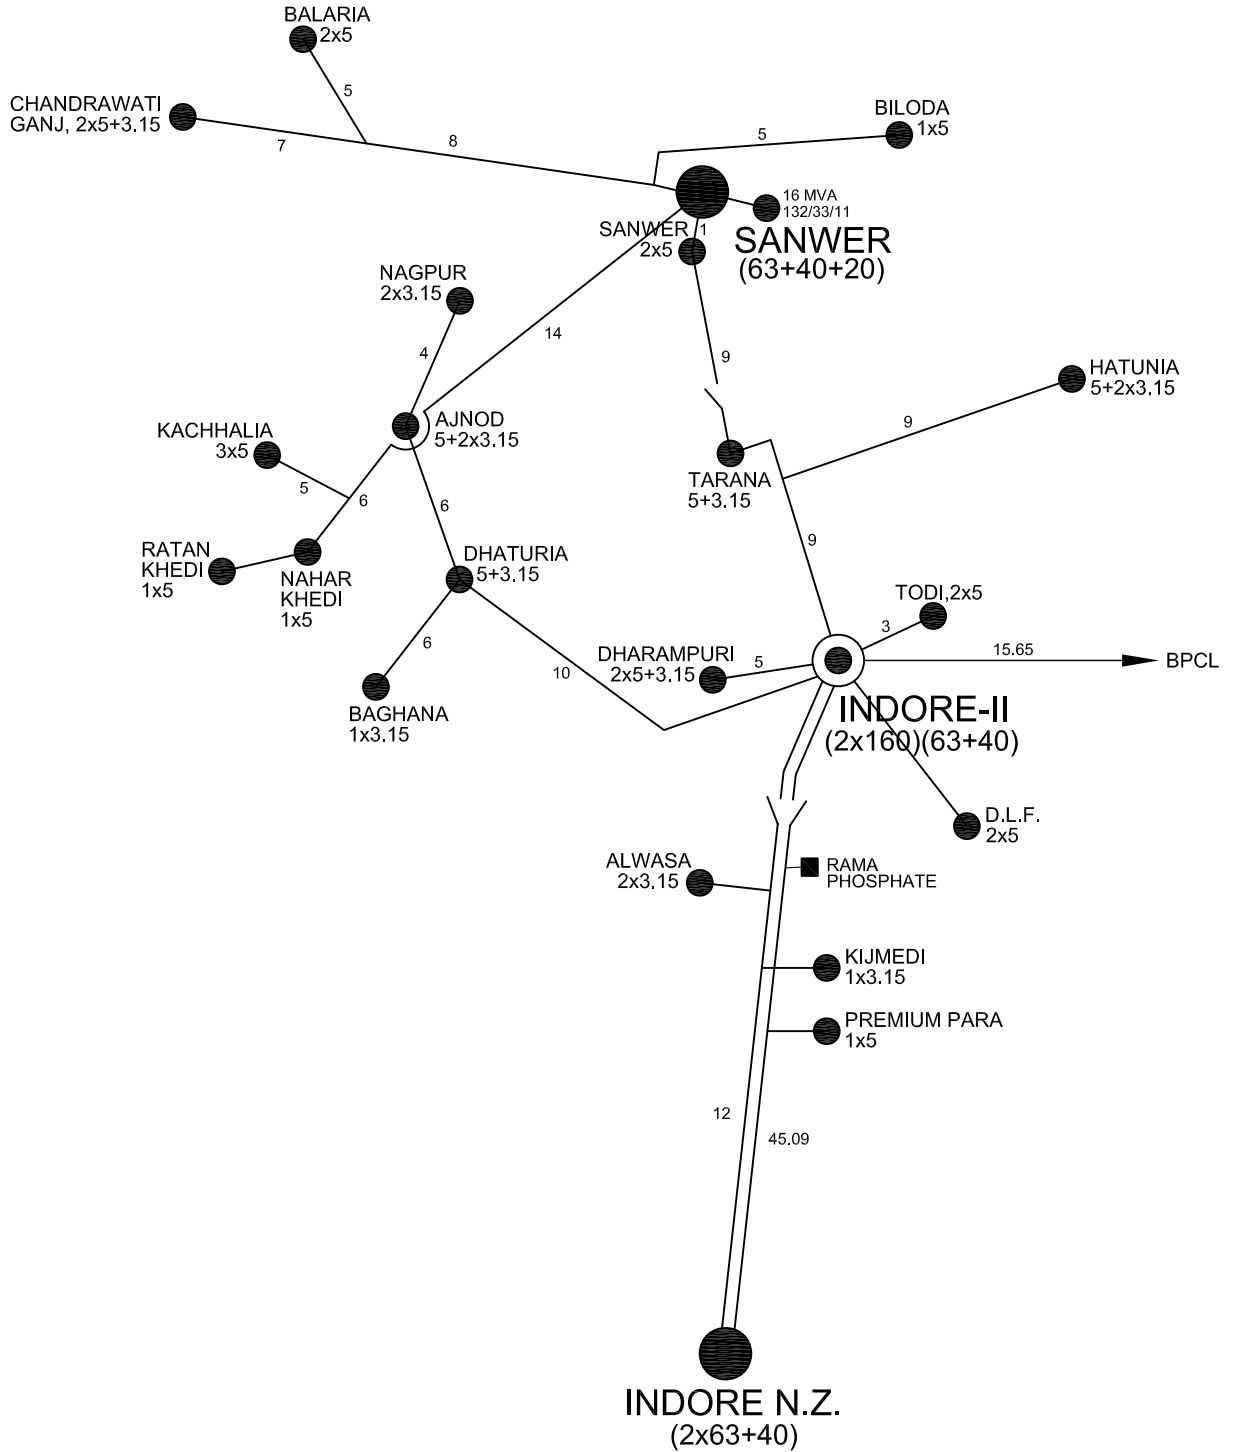 BALARIA
2x5
CHANDRAWATI
GANJ, 2x5+3.15
5
7
8
BILODA
1x5
5
16 MVA
132/33/11
SANWER
2x5
1
SANWER
(63+40+20)
NAGPUR
2x3.15
14
4
9
HATUNIA
5+2x3.15
9
AJNOD
5+2x3.15
KACHHALIA
3x5
5
6
TARANA
5+3.15
6
9
RATAN
KHEDI
1x5
NAHAR
KHEDI
1x5
DHATURIA
5+3.15
TODI,2x5
3
6
10
DHARAMPURI
2x5+3.15
5
15.65
BPCL
BAGHANA
1x3.15
INDORE-II
(2x160)(63+40)
D.L.F.
2x5
ALWASA
2x3.15
RAMA
PHOSPHATE
KIJMEDI
1x3.15
PREMIUM PARA
1x5
12
45.09
INDORE N.Z.
(2x63+40)